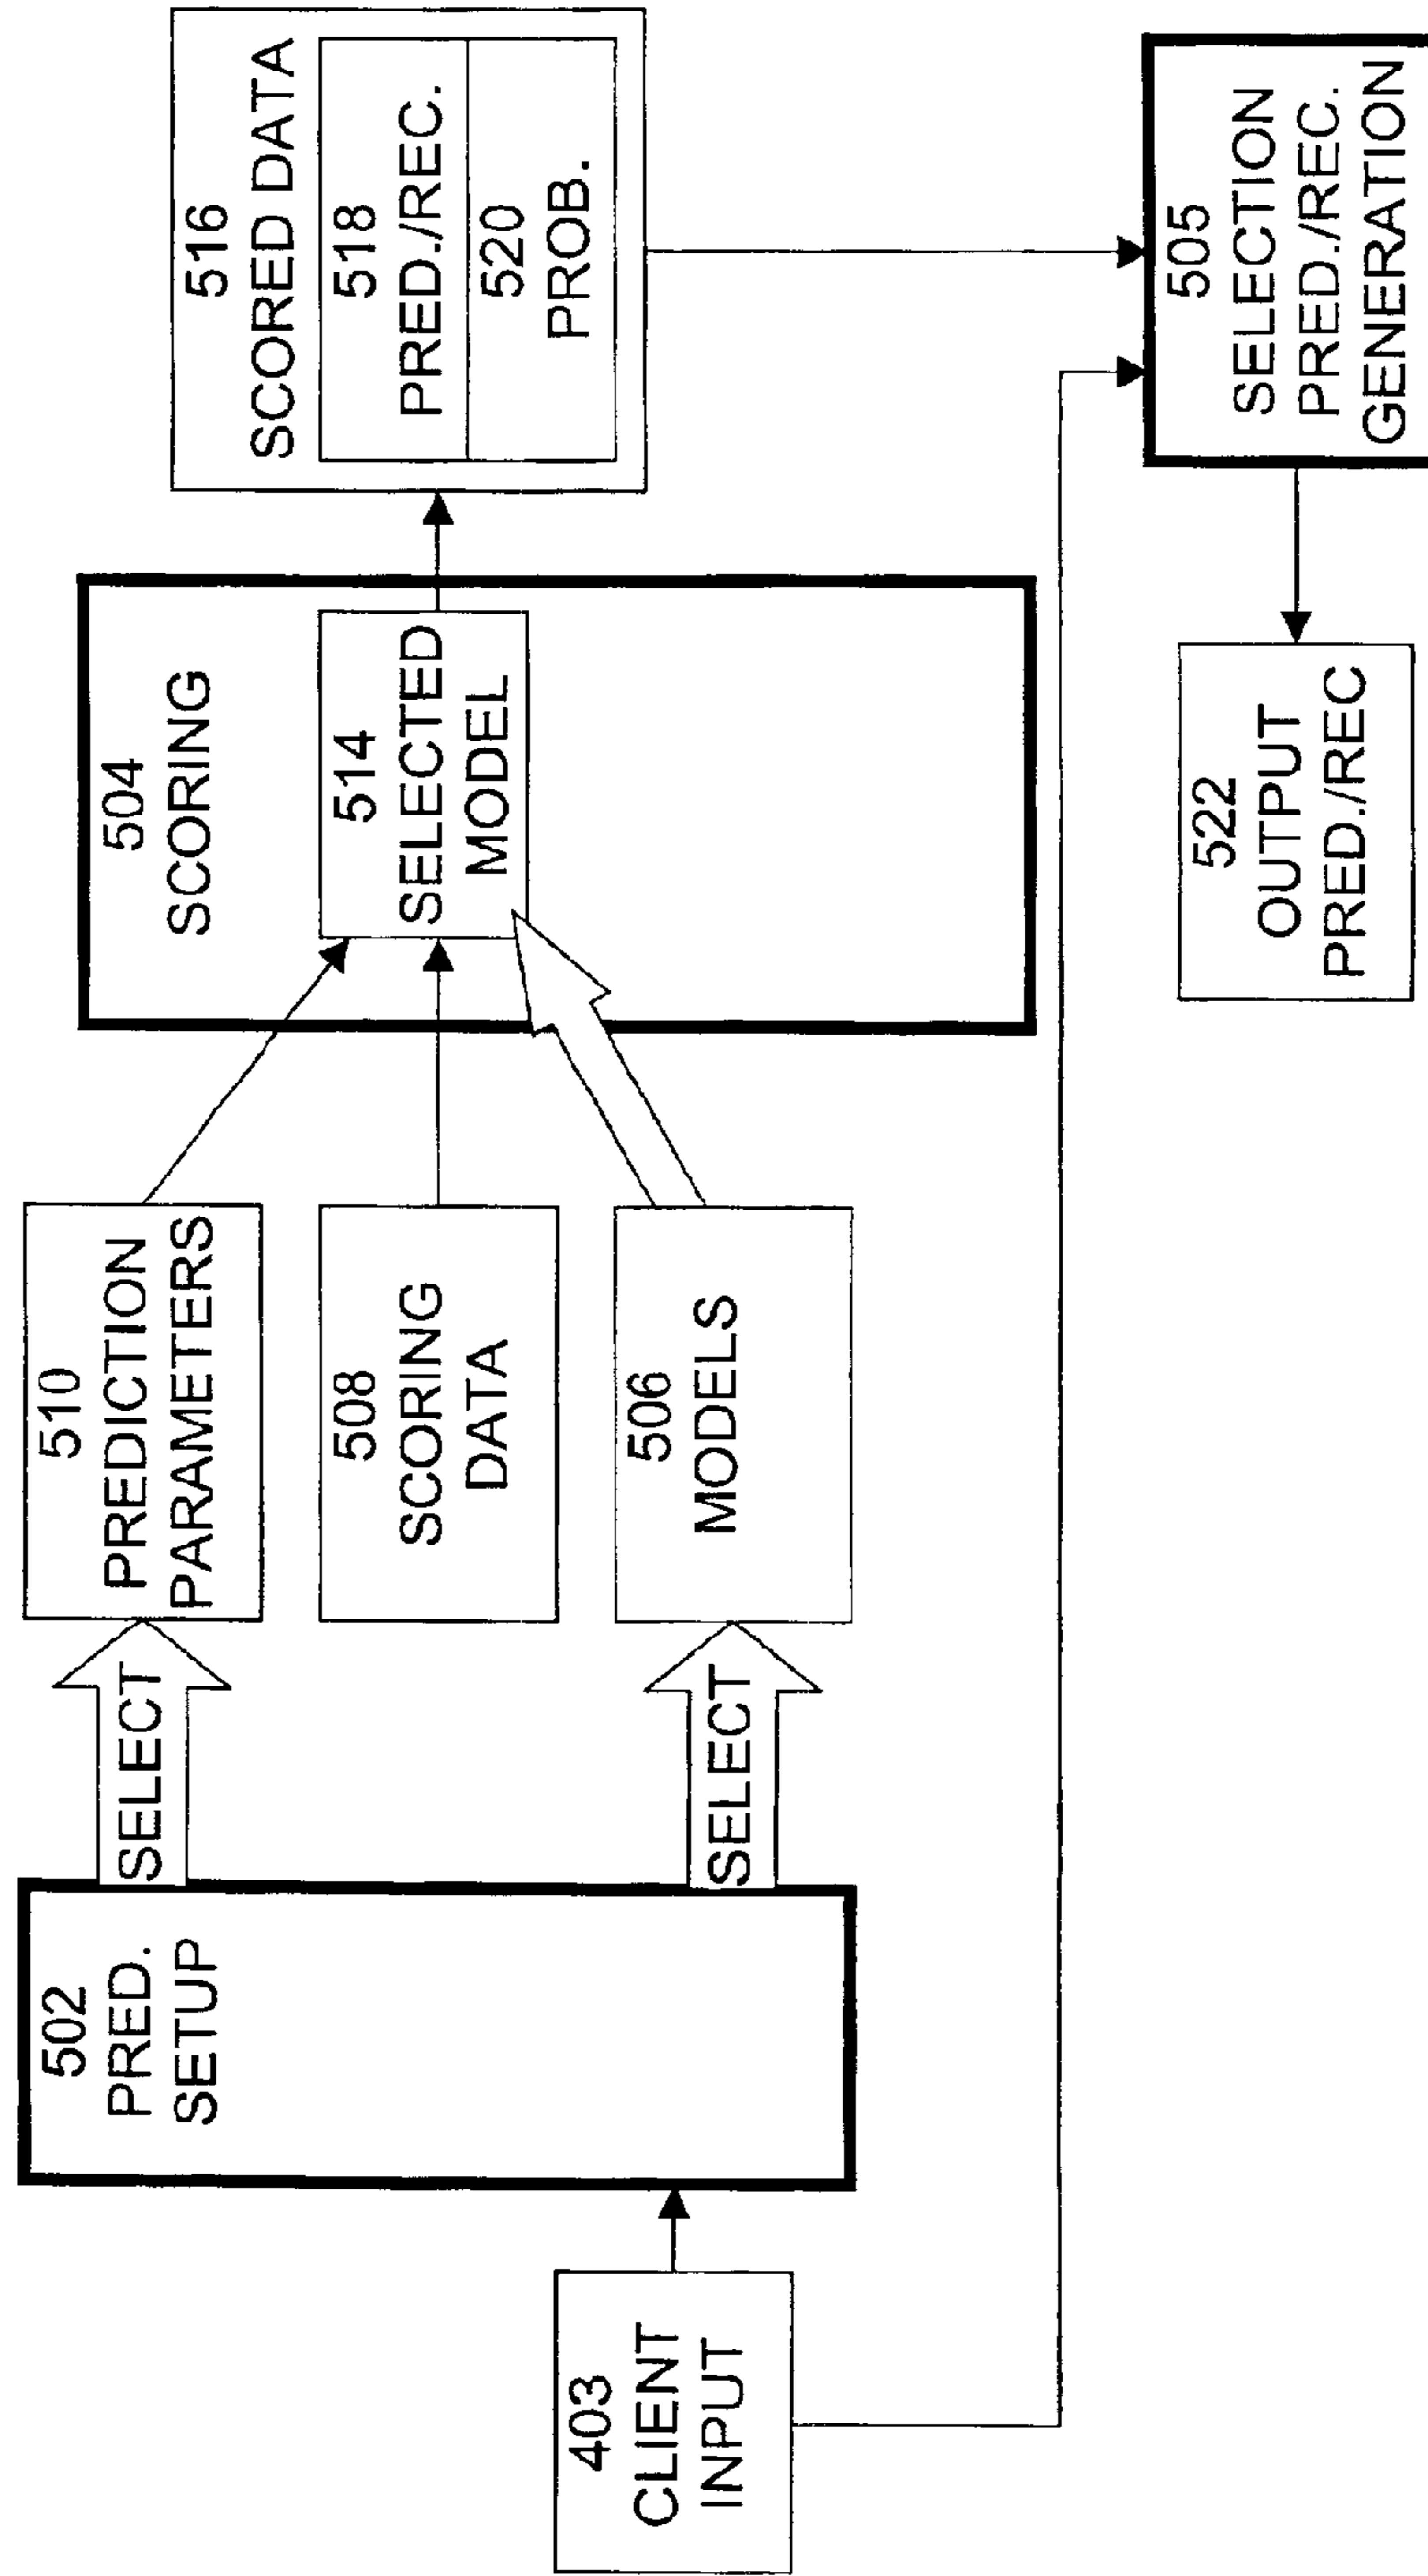 403
CLIENT
INPUT
502
PRED.
SETUP
SELECT
SELECT
510
PREDICTION
PARAMETERS
508
SCORING
DATA
506
MODELS
504
SCORING
514
SELECTED
MODEL
516
SCORED DATA
518
PRED./REC.
520
PROB.
505
SELECTION
PRED./REC.
GENERATION
522
OUTPUT
PRED./REC